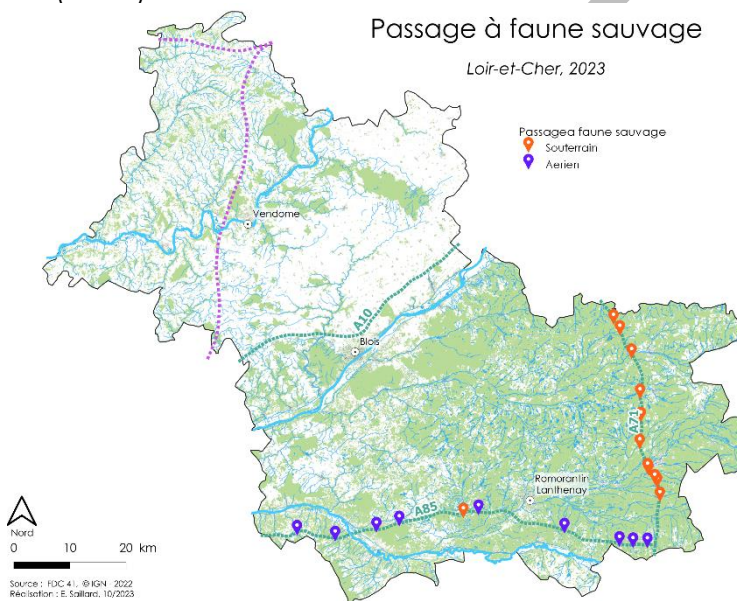 Passage à faune sauvage
Loir-et-Cher, 2023
Passagea faune sauvage
Souterrain
Aerien
Vendome
A10
Blois
A71
Romorantin
Lanthenay
A85
Nord
0 10 20 km
Source : FDC 41, © IGN 2022
Réalisation : E. Saillard, 10/2023